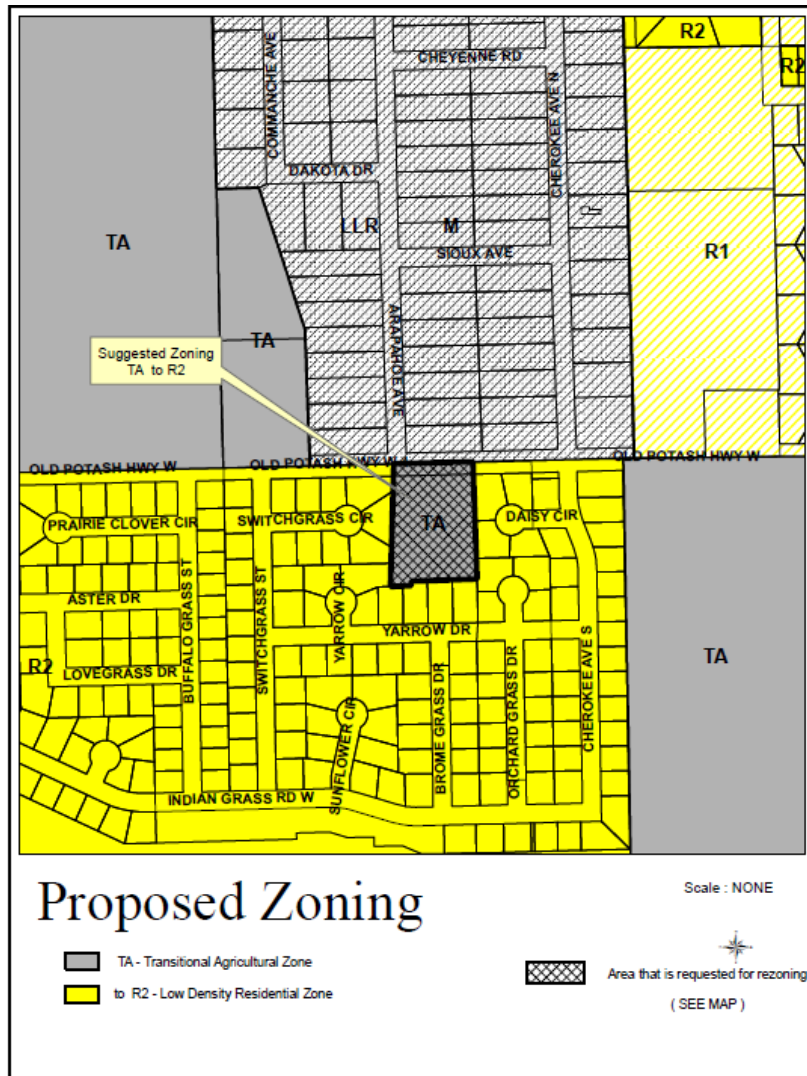 R2
CHEYENNE RD
COMMANCHE AVE
R2
CHEROKEE AVE N
DAKOTA DR
LLR
M
TA
SIOUX AVE
R1
ARAPAHOE AVE
TA
Suggested Zoning
TA to R2
OLD POTASH HWY W
OLD POTASH HWY W
OLD POTASH HWY W
PRAIRIE CLOVER CIR
SWITCHGRASS CIR
TA
DAISY CIR
ASTER DR
BUFFALO GRASS ST
SWITCHGRASS ST
YARROW CIR
YARROW DR
R2
LOVEGRASS DR
TA
SUNFLOWER CIR
BROME GRASS DR
ORCHARD GRASS DR
CHEROKEE AVE S
INDIAN GRASS RD W
Proposed Zoning
Scale : NONE
TA - Transitional Agricultural Zone
to R2 - Low Density Residential Zone
Area that is requested for rezoning
( SEE MAP )